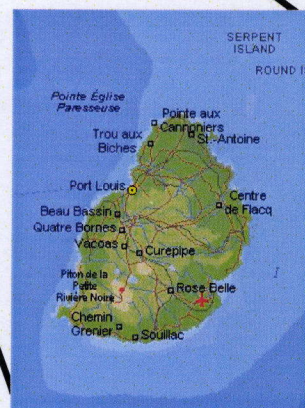 SERPENT
ISLAND
ROUND I
Pointe Église
Paresseuse
Pointe aux
Cannoniers
Trou aux
Biches
St.-Antoine
Port Louis
Centre
de Flacq
Beau Bassin
Quatre Bornes
Vacoas
Curepipe
Piton de la
Petite
Rivière Noire
Rose Belle
Chemin
Grenier
Souillac
I